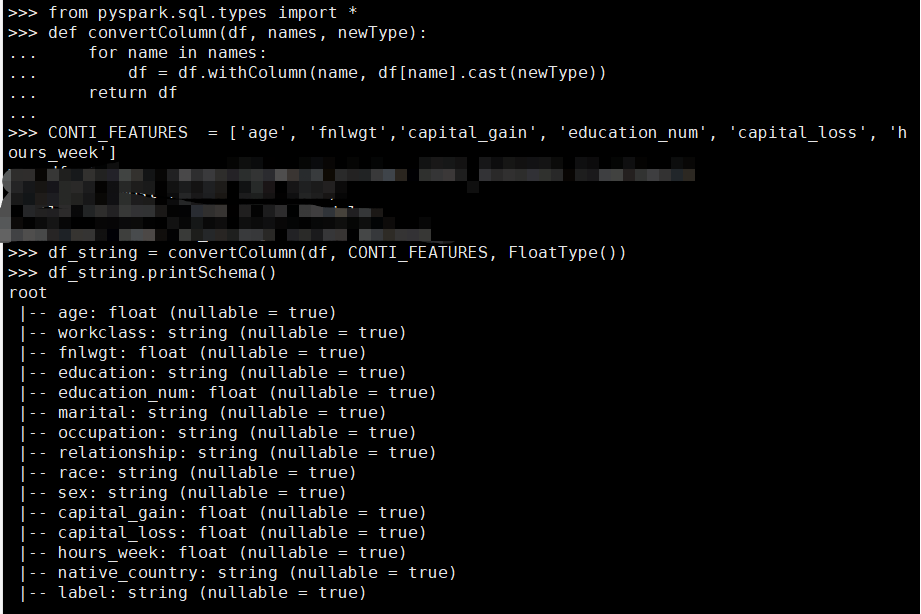 >>> from pyspark.sql.types import *
>>> def convertColumn(df, names, newType):
...     for name in names:
...         df = df.withColumn(name, df[name].cast(newType))
...     return df
...
>>> CONTI_FEATURES  = ['age', 'fnlwgt','capital_gain', 'education_num', 'capital_loss', 'h
ours_week']
>>> df_string = convertColumn(df, CONTI_FEATURES, FloatType())
>>> df_string.printSchema()
root
 |-- age: float (nullable = true)
 |-- workclass: string (nullable = true)
 |-- fnlwgt: float (nullable = true)
 |-- education: string (nullable = true)
 |-- education_num: float (nullable = true)
 |-- marital: string (nullable = true)
 |-- occupation: string (nullable = true)
 |-- relationship: string (nullable = true)
 |-- race: string (nullable = true)
 |-- sex: string (nullable = true)
 |-- capital_gain: float (nullable = true)
 |-- capital_loss: float (nullable = true)
 |-- hours_week: float (nullable = true)
 |-- native_country: string (nullable = true)
 |-- label: string (nullable = true)